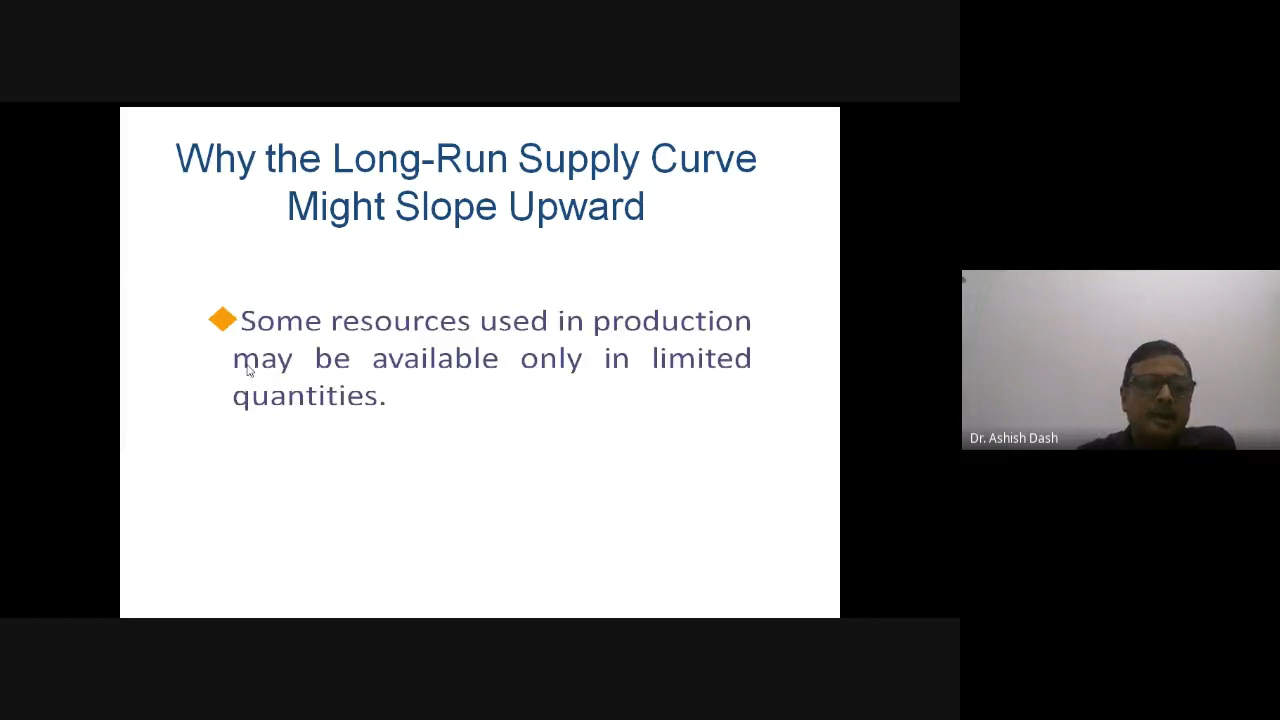 Why the Long-Run Supply Curve
Might Slope Upward
Some resources used in production
may be available only in limited
quantities.
Dr. Ashish Dash